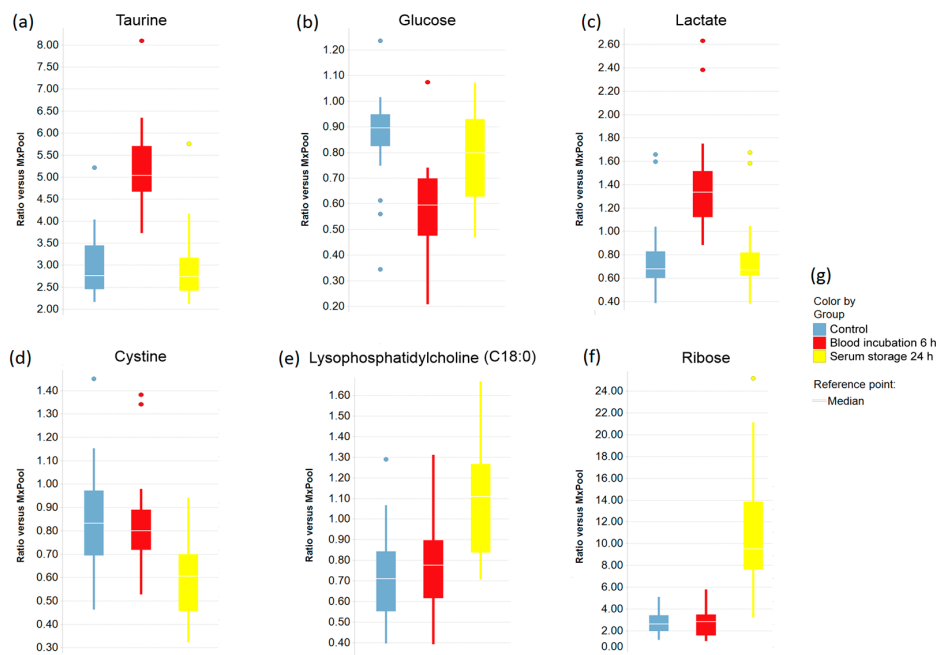 (a)
Taurine
Ratio versus MxPool
8.00
7.00
6.50
6.00
5.50
5.00
4.50
4.00
3.50
3.00
2.50
2.00
(b)
Glucose
Ratio versus MxPool
1.20
1.10
1.00
0.90
0.80
0.70
0.60
0.50
0.40
0.30
0.20
(c)
Lactate
Ratio versus MxPool
2.60
2.40
2.20
2.00
1.80
1.60
1.40
1.20
1.00
0.80
0.60
0.40
(d)
Cystine
Ratio versus MxPool
1.40
1.30
1.20
1.10
1.00
0.90
0.80
0.70
0.60
0.50
0.40
0.30
(e)
Lysophosphatidylcholine (C18:0)
Ratio versus MxPool
1.60
1.50
1.40
1.30
1.20
1.10
1.00
0.90
0.80
0.70
0.60
0.50
0.40
(f)
Ribose
Ratio versus MxPool
24.00
22.00
20.00
18.00
16.00
14.00
12.00
10.00
8.00
6.00
4.00
2.00
0.00
(g)
Color by
Group
Control
Blood incubation 6 h
Serum storage 24 h
Reference point:
Median